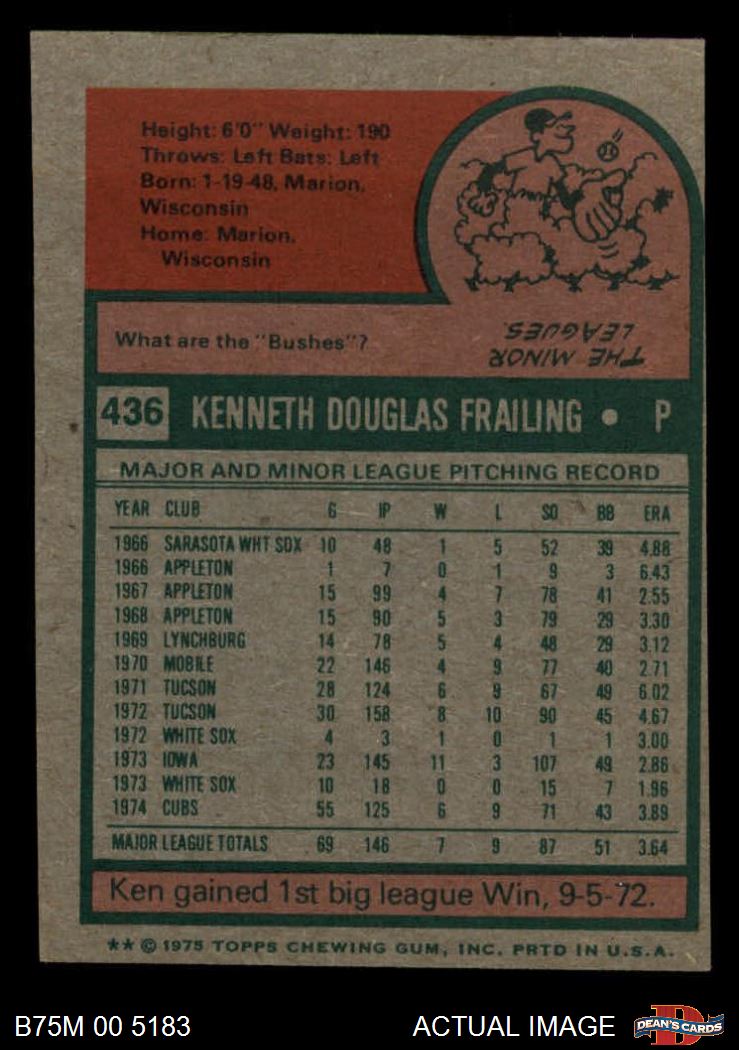 Height: 6'0" Weight: 190
Throws: Left Bats: Left
Born: 1-19-48, Marion,
Wisconsin
Home: Marion,
Wisconsin
What are the "Bushes"?
THE MINOR
LEAGUES.
436 KENNETH DOUGLAS FRAILING • P
MAJOR AND MINOR LEAGUE PITCHING RECORD
YEAR CLUB G IP W L SO BB ERA
1966 SARASOTA WHT SOX 10 48 1 5 52 39 4.88
1966 APPLETON 1 7 0 1 9 3 6.43
1967 APPLETON 15 99 4 7 78 41 2.55
1968 APPLETON 15 90 5 3 79 29 3.30
1969 LYNCHBURG 14 78 5 4 48 29 3.12
1970 MOBILE 22 146 4 9 77 40 2.71
1971 TUCSON 28 124 6 9 67 49 6.02
1972 TUCSON 30 158 8 10 90 45 4.67
1972 WHITE SOX 4 3 1 0 1 1 3.00
1973 IOWA 23 145 11 3 107 49 2.86
1973 WHITE SOX 10 18 0 0 15 7 1.96
1974 CUBS 55 125 6 9 71 43 3.89
MAJOR LEAGUE TOTALS 69 146 7 9 87 51 3.64
Ken gained 1st big league Win, 9-5-72.
** © 1975 TOPPS CHEWING GUM, INC. PRTD IN U.S.A.
B75M 00 5183 ACTUAL IMAGE DEAN'S CARDS